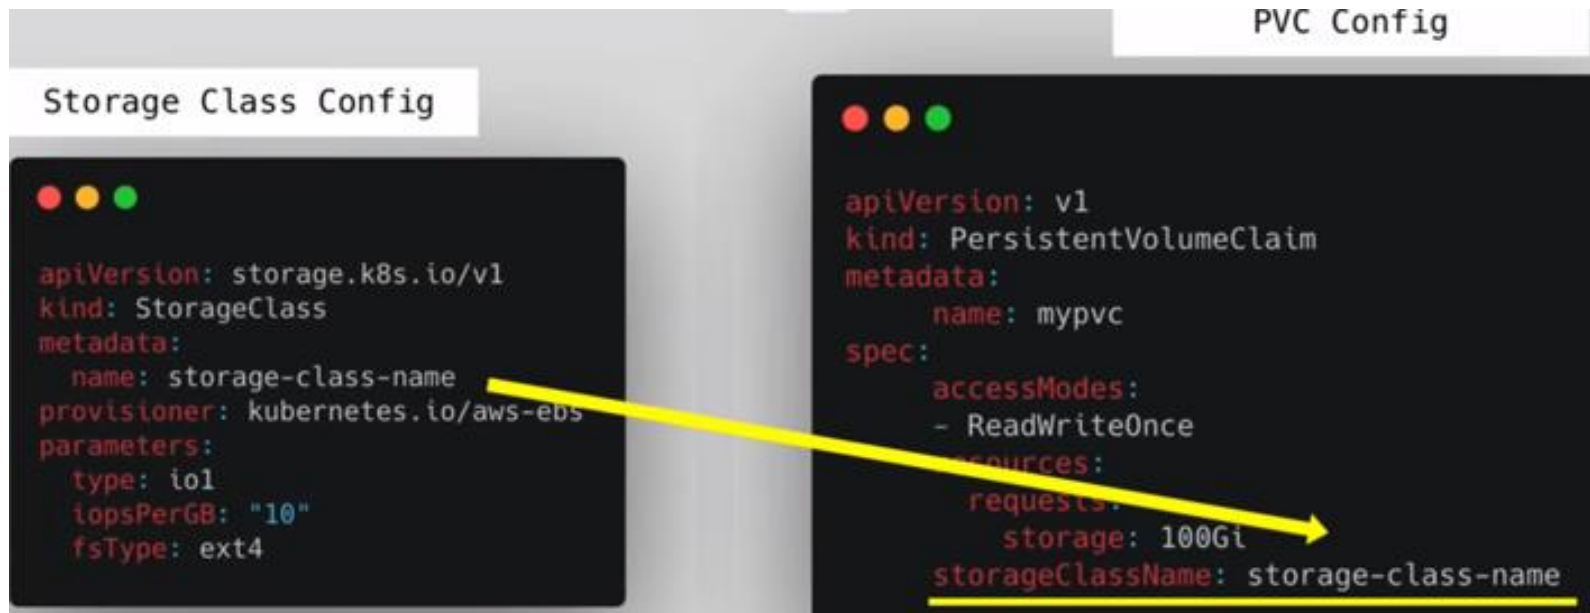 Storage Class Config
apiVersion: storage.k8s.io/v1
kind: StorageClass
metadata:
  name: storage-class-name
provisioner: kubernetes.io/aws-ebs
parameters:
  type: io1
  iopsPerGB: "10"
  fsType: ext4
PVC Config
apiVersion: v1
kind: PersistentVolumeClaim
metadata:
     name: mypvc
spec:
     accessModes:
     - ReadWriteOnce
     resources:
       requests:
         storage: 100Gi
     storageClassName: storage-class-name